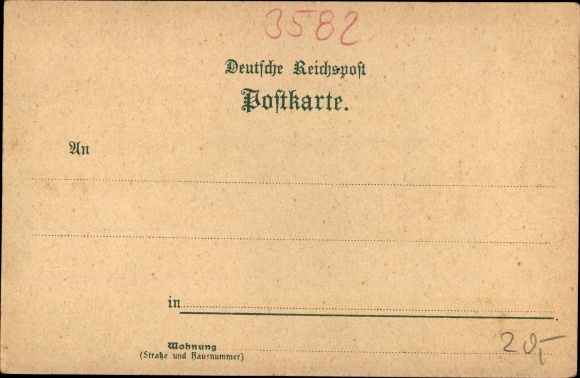 3582
Deutsche Reichspost
Postkarte.
An
in
Wohnung
(Straße und Hausnummer)
20,-